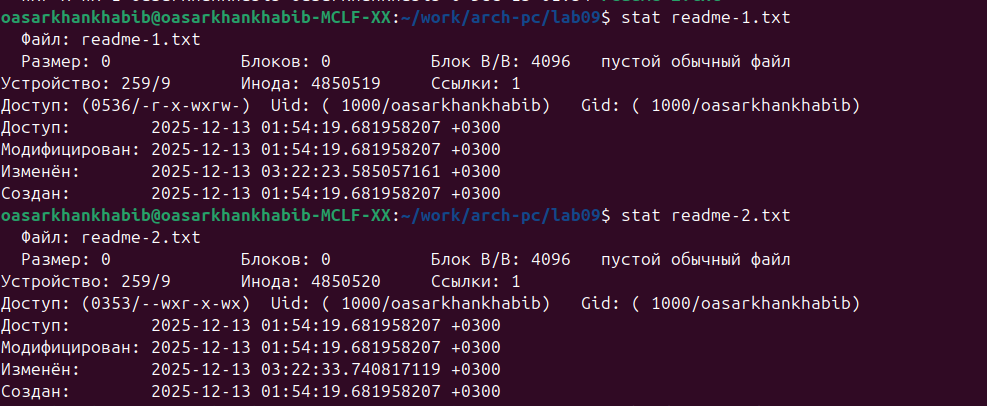 oasarkhankhabib@oasarkhankhabib-MCLF-XX:~/work/arch-pc/lab09$ stat readme-1.txt
Файл: readme-1.txt
Размер: 0 Блоков: 0 Блок В/В: 4096 пустой обычный файл
Устройство: 259/9 Инода: 4850519 Ссылки: 1
Доступ: (0536/-r-x-wxrw-) Uid: ( 1000/oasarkhankhabib) Gid: ( 1000/oasarkhankhabib)
Доступ: 2025-12-13 01:54:19.681958207 +0300
Модифицирован: 2025-12-13 01:54:19.681958207 +0300
Изменён: 2025-12-13 03:22:23.585057161 +0300
Создан: 2025-12-13 01:54:19.681958207 +0300
oasarkhankhabib@oasarkhankhabib-MCLF-XX:~/work/arch-pc/lab09$ stat readme-2.txt
Файл: readme-2.txt
Размер: 0 Блоков: 0 Блок В/В: 4096 пустой обычный файл
Устройство: 259/9 Инода: 4850520 Ссылки: 1
Доступ: (0353/--wxr-x-wx) Uid: ( 1000/oasarkhankhabib) Gid: ( 1000/oasarkhankhabib)
Доступ: 2025-12-13 01:54:19.681958207 +0300
Модифицирован: 2025-12-13 01:54:19.681958207 +0300
Изменён: 2025-12-13 03:22:33.740817119 +0300
Создан: 2025-12-13 01:54:19.681958207 +0300